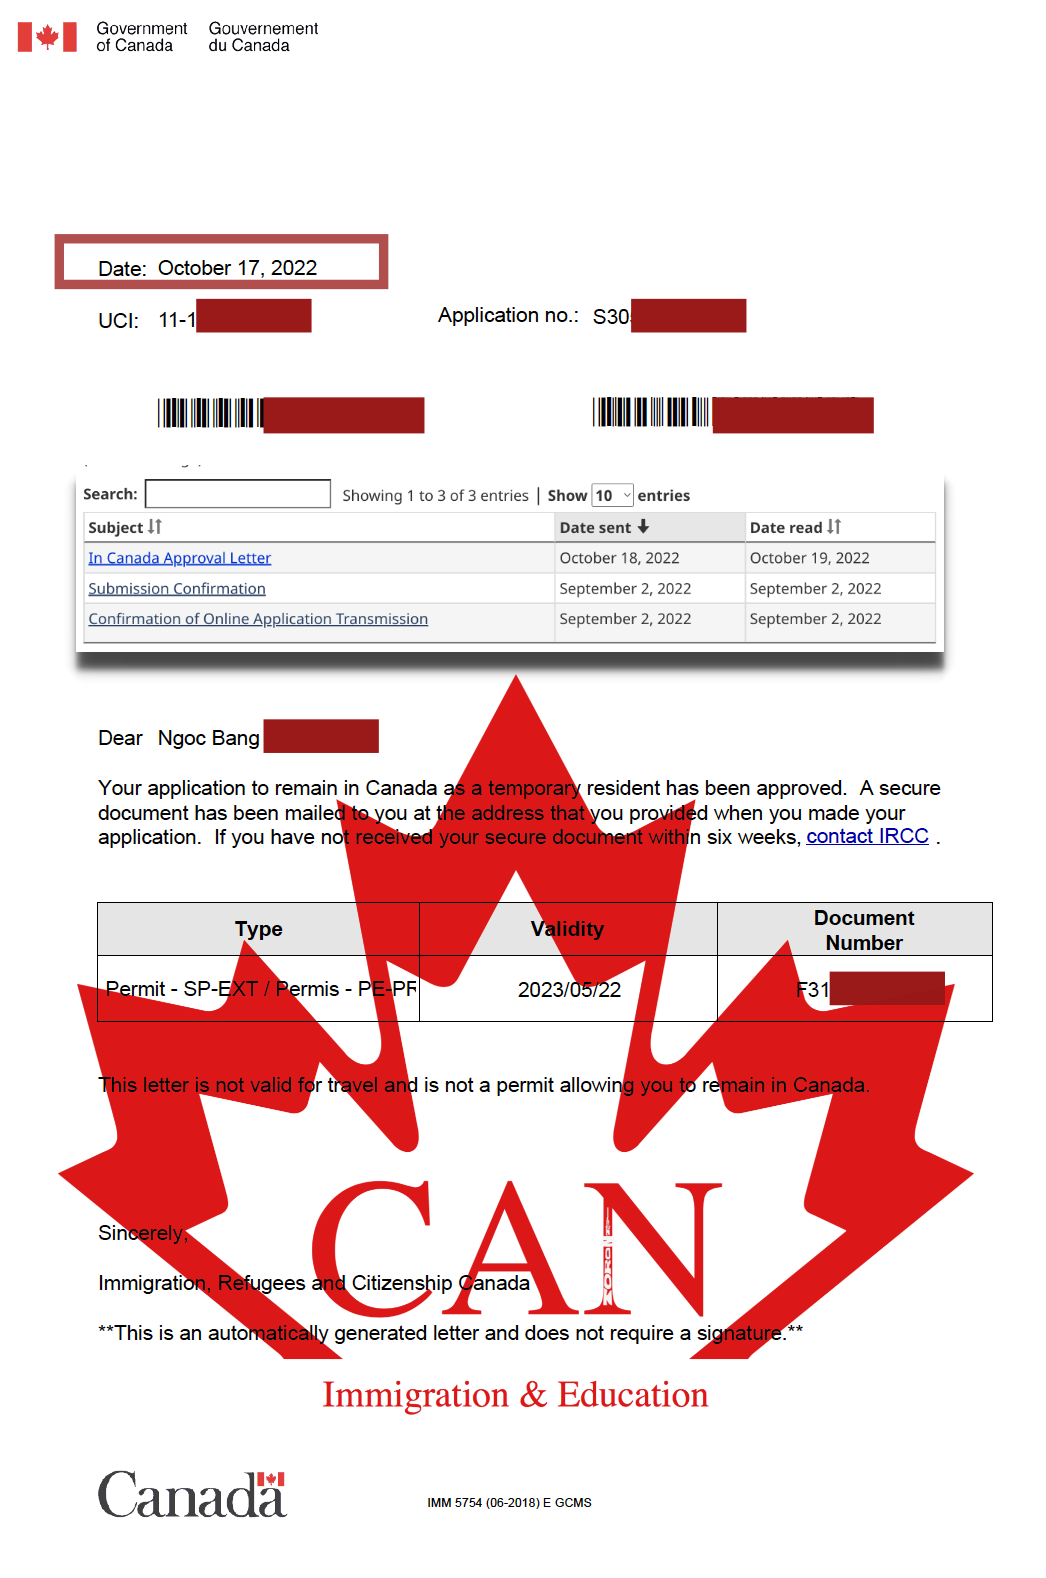 Government Gouvernement
of Canada du Canada
Date: October 17, 2022
UCI: 11-1 Application no.: S30
Search: Showing 1 to 3 of 3 entries | Show 10 entries
Subject Date sent Date read
In Canada Approval Letter October 18, 2022 October 19, 2022
Submission Confirmation September 2, 2022 September 2, 2022
Confirmation of Online Application Transmission September 2, 2022 September 2, 2022
Dear Ngoc Bang
Your application to remain in Canada as a temporary resident has been approved. A secure
document has been mailed to you at the address that you provided when you made your
application. If you have not received your secure document within six weeks, contact IRCC .
Type Validity Document
Number
Permit - SP-EXT / Permis - PE-PR 2023/05/22 F31
This letter is not valid for travel and is not a permit allowing you to remain in Canada.
CAN
Sincerely,
Immigration, Refugees and Citizenship Canada
**This is an automatically generated letter and does not require a signature.**
Immigration & Education
Canada
IMM 5754 (06-2018) E GCMS